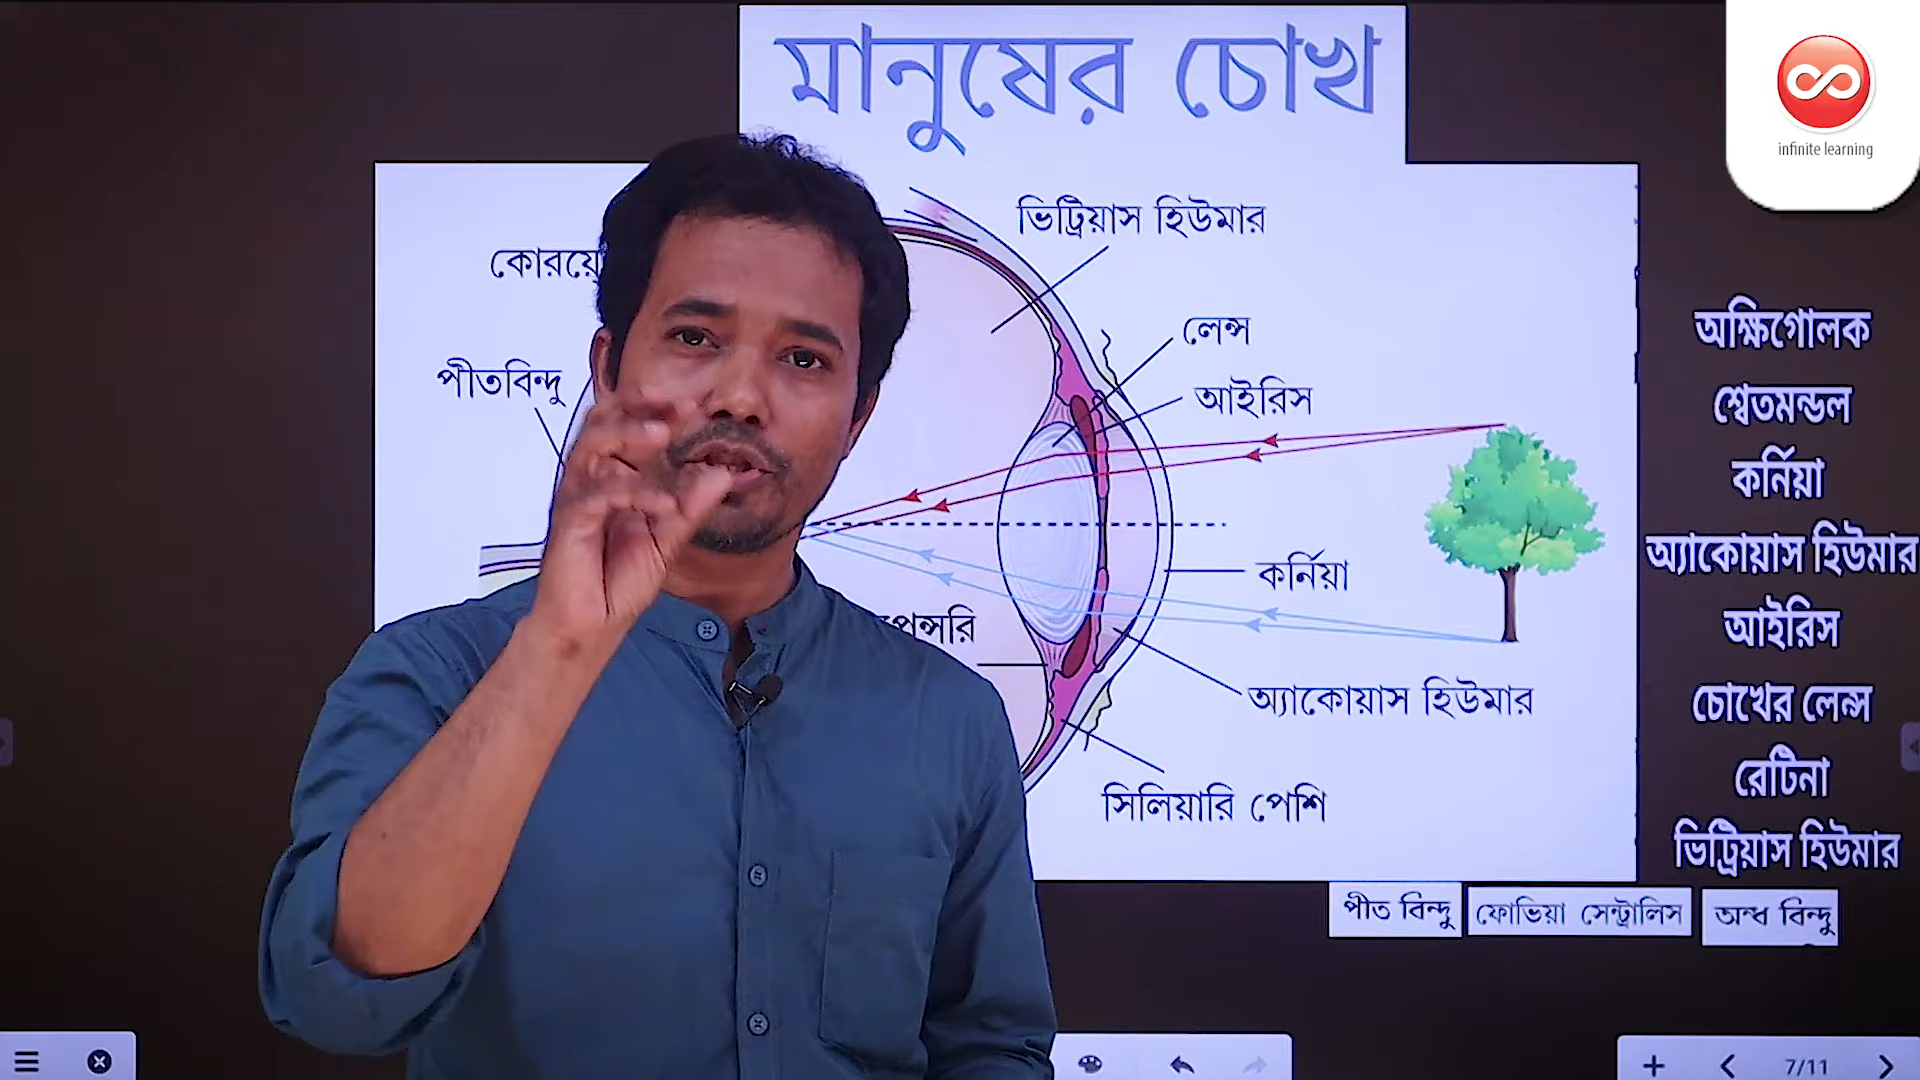 মানুষের চোখ
infinite learning
ভিট্রিয়াস হিউমার
লেন্স
পীতবিন্দু
আইরিস
কর্নিয়া
অ্যাকোয়াস হিউমার
সিলিয়ারি পেশি
অক্ষিগোলক
শ্বেতমন্ডল
কর্নিয়া
অ্যাকোয়াস হিউমার
আইরিস
চোখের লেন্স
রেটিনা
ভিট্রিয়াস হিউমার
পীত বিন্দু
ফোভিয়া সেন্ট্রালিস
অন্ধ বিন্দু
7/11